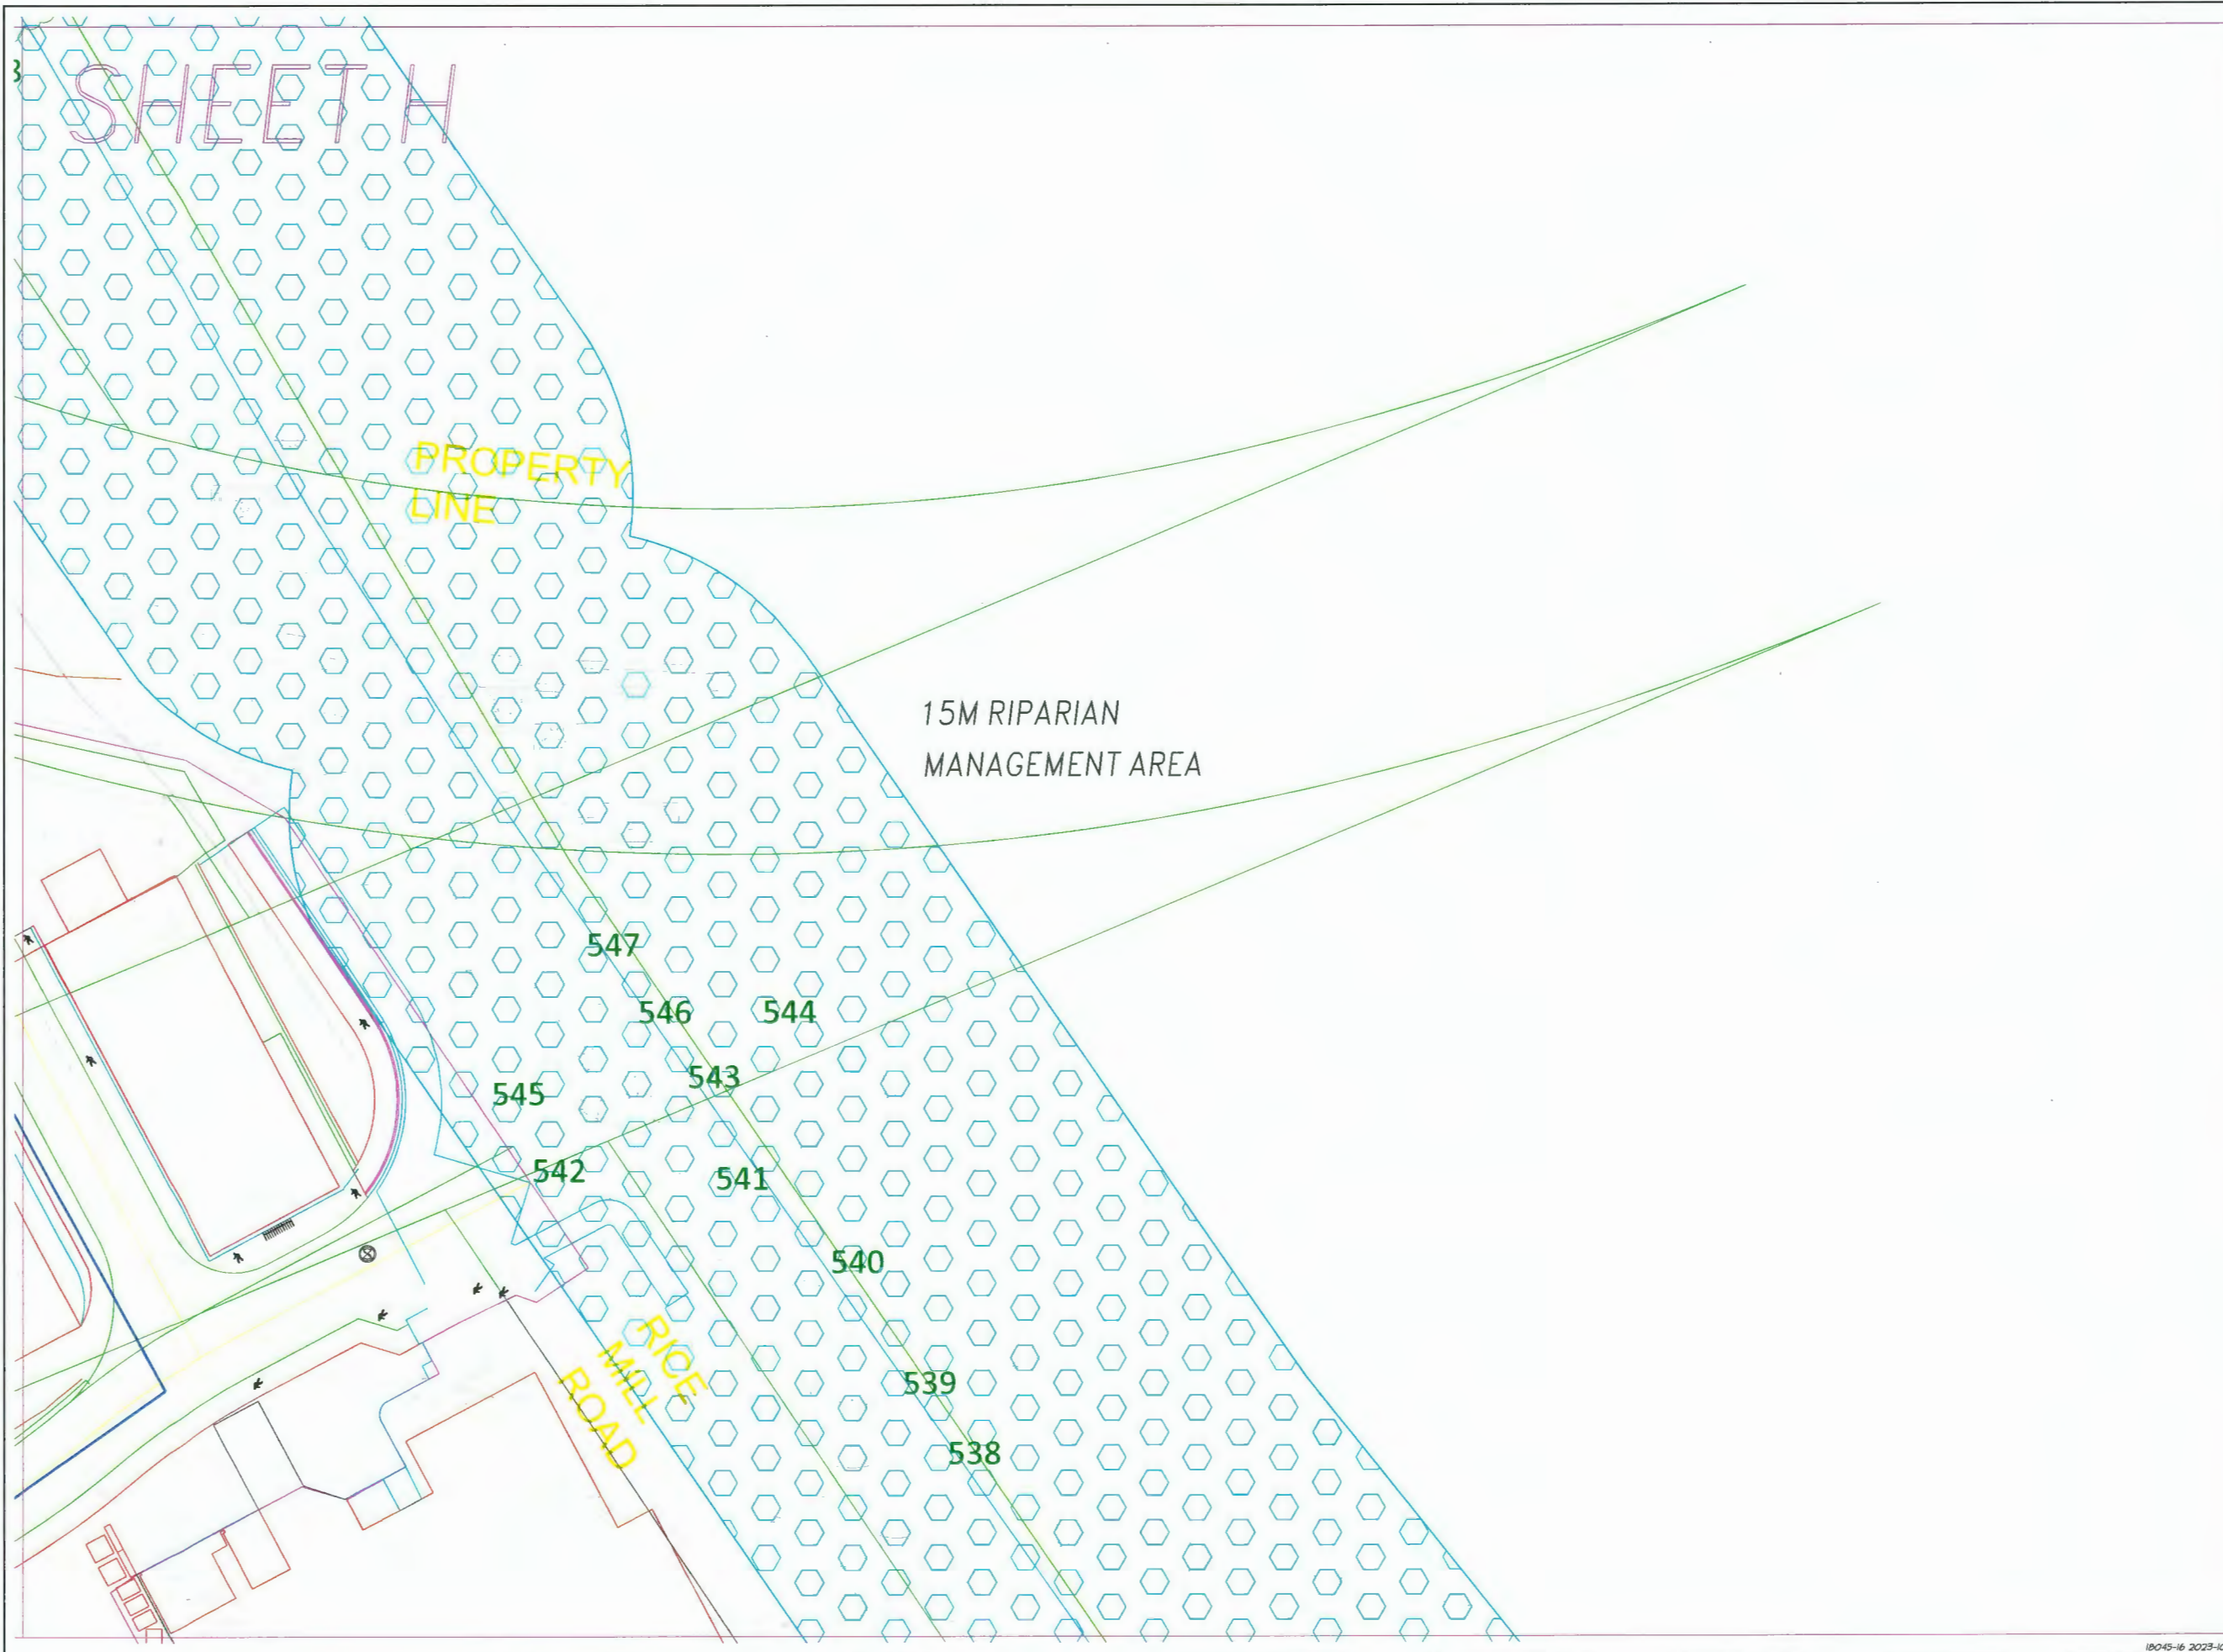 SHEET H
PROPERTY
LINE
15M RIPARIAN
MANAGEMENT AREA
547
546
544
543
545
542
541
540
RICE
MILL
ROAD
539
538